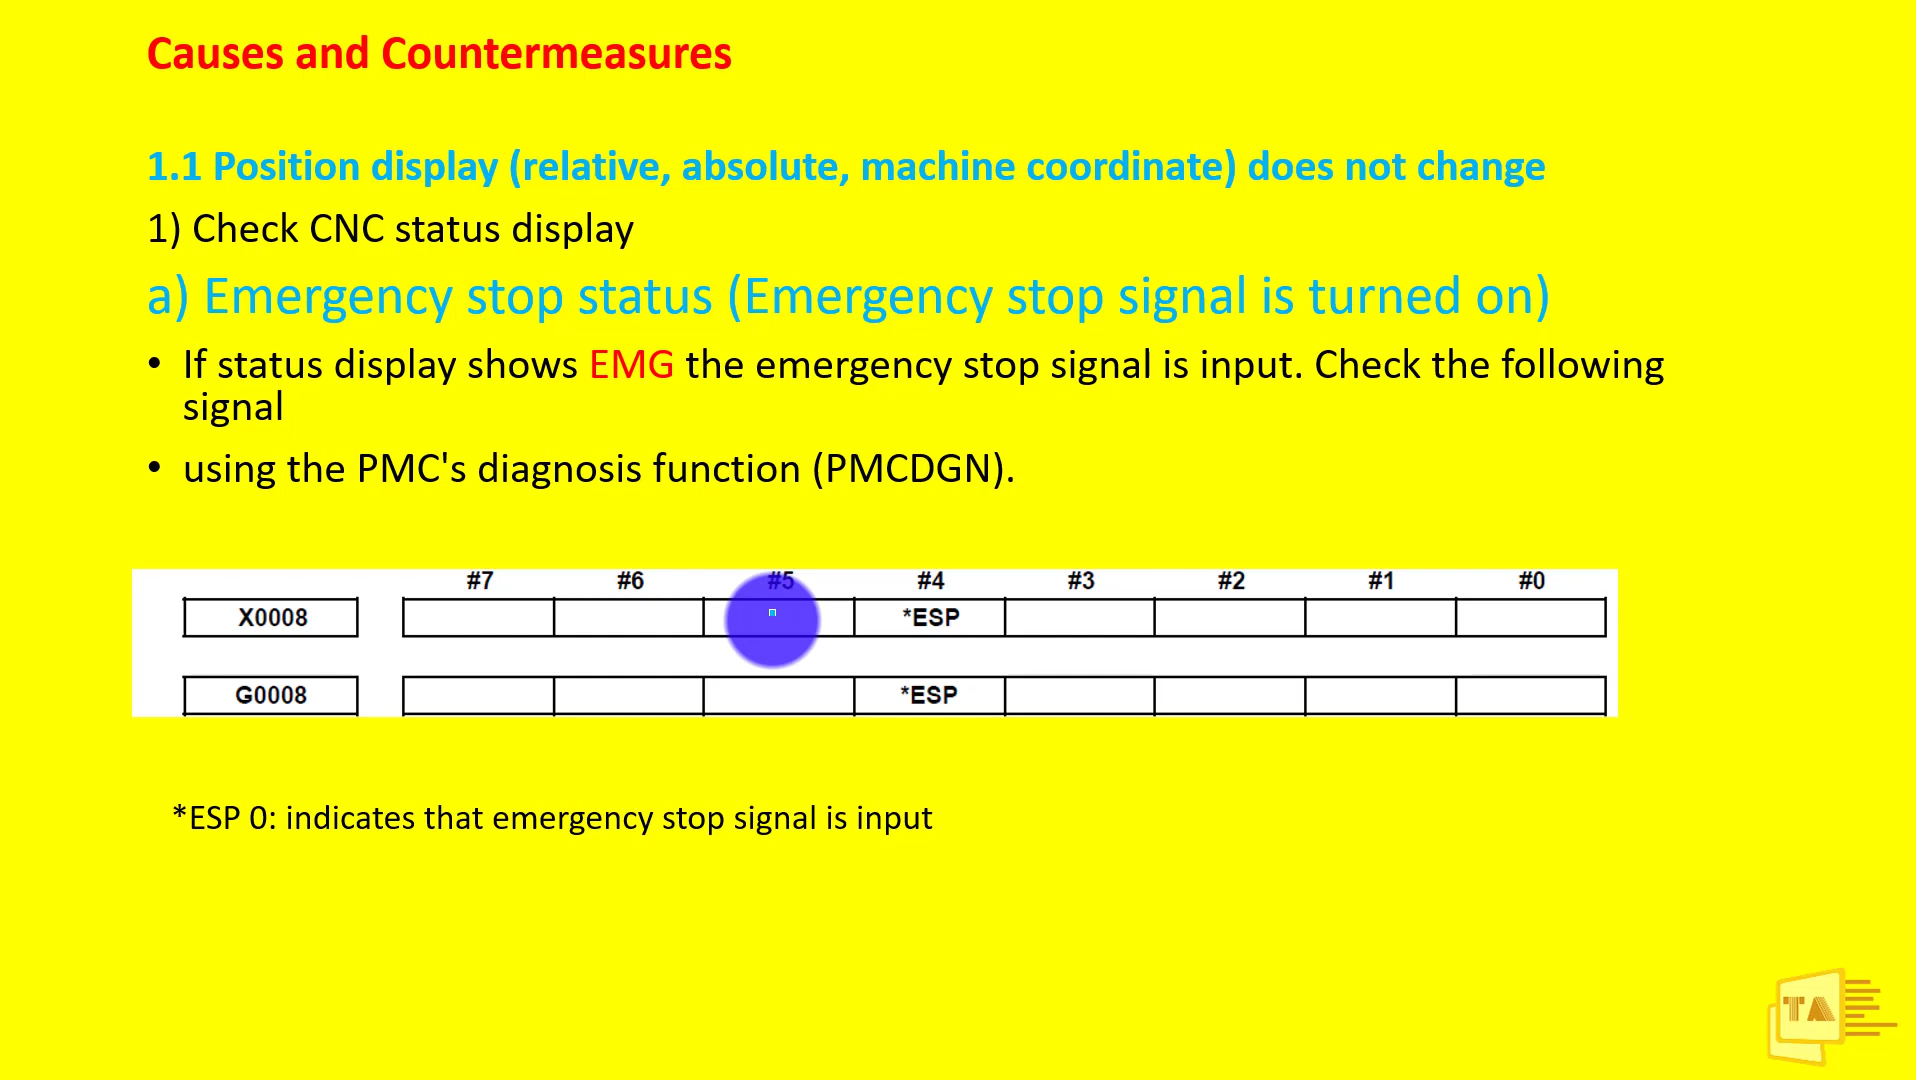 Causes and Countermeasures
1.1 Position display (relative, absolute, machine coordinate) does not change
1) Check CNC status display
a) Emergency stop status (Emergency stop signal is turned on)
• If status display shows EMG the emergency stop signal is input. Check the following
signal
• using the PMC's diagnosis function (PMCDGN).
#7 #6 #5 #4 #3 #2 #1 #0
X0008 *ESP
G0008 *ESP
*ESP 0: indicates that emergency stop signal is input
TA